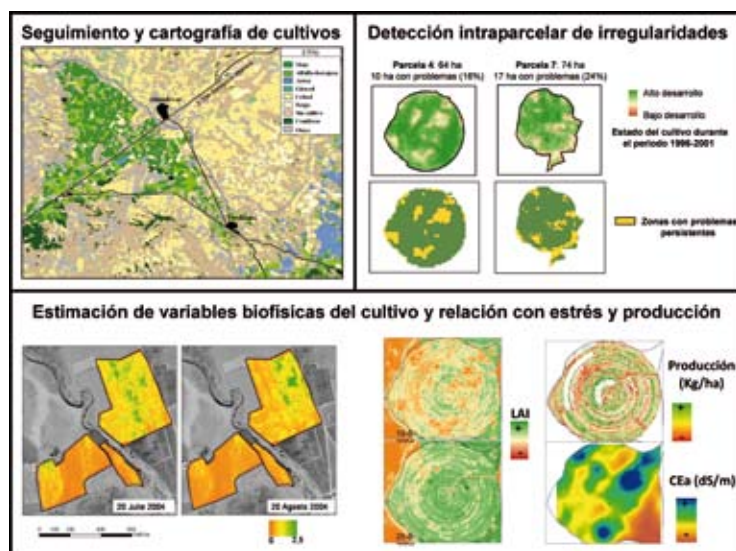 Seguimiento y cartografía de cultivos
Detección intraparcelar de irregularidades
Parcela 4: 64 ha
10 ha con problemas (16%)
Parcela 7: 74 ha
17 ha con problemas (24%)
Alto desarrollo
Bajo desarrollo
Estado del cultivo durante
el periodo 1996-2001
Zonas con problemas
persistentes
Estimación de variables biofísicas del cultivo y relación con estrés y producción
20 June 2004
20 Agosto 2004
0 2,5
LAI
+
-
Producción
(Kg/ha)
+
-
CEa (dS/m)
+
-